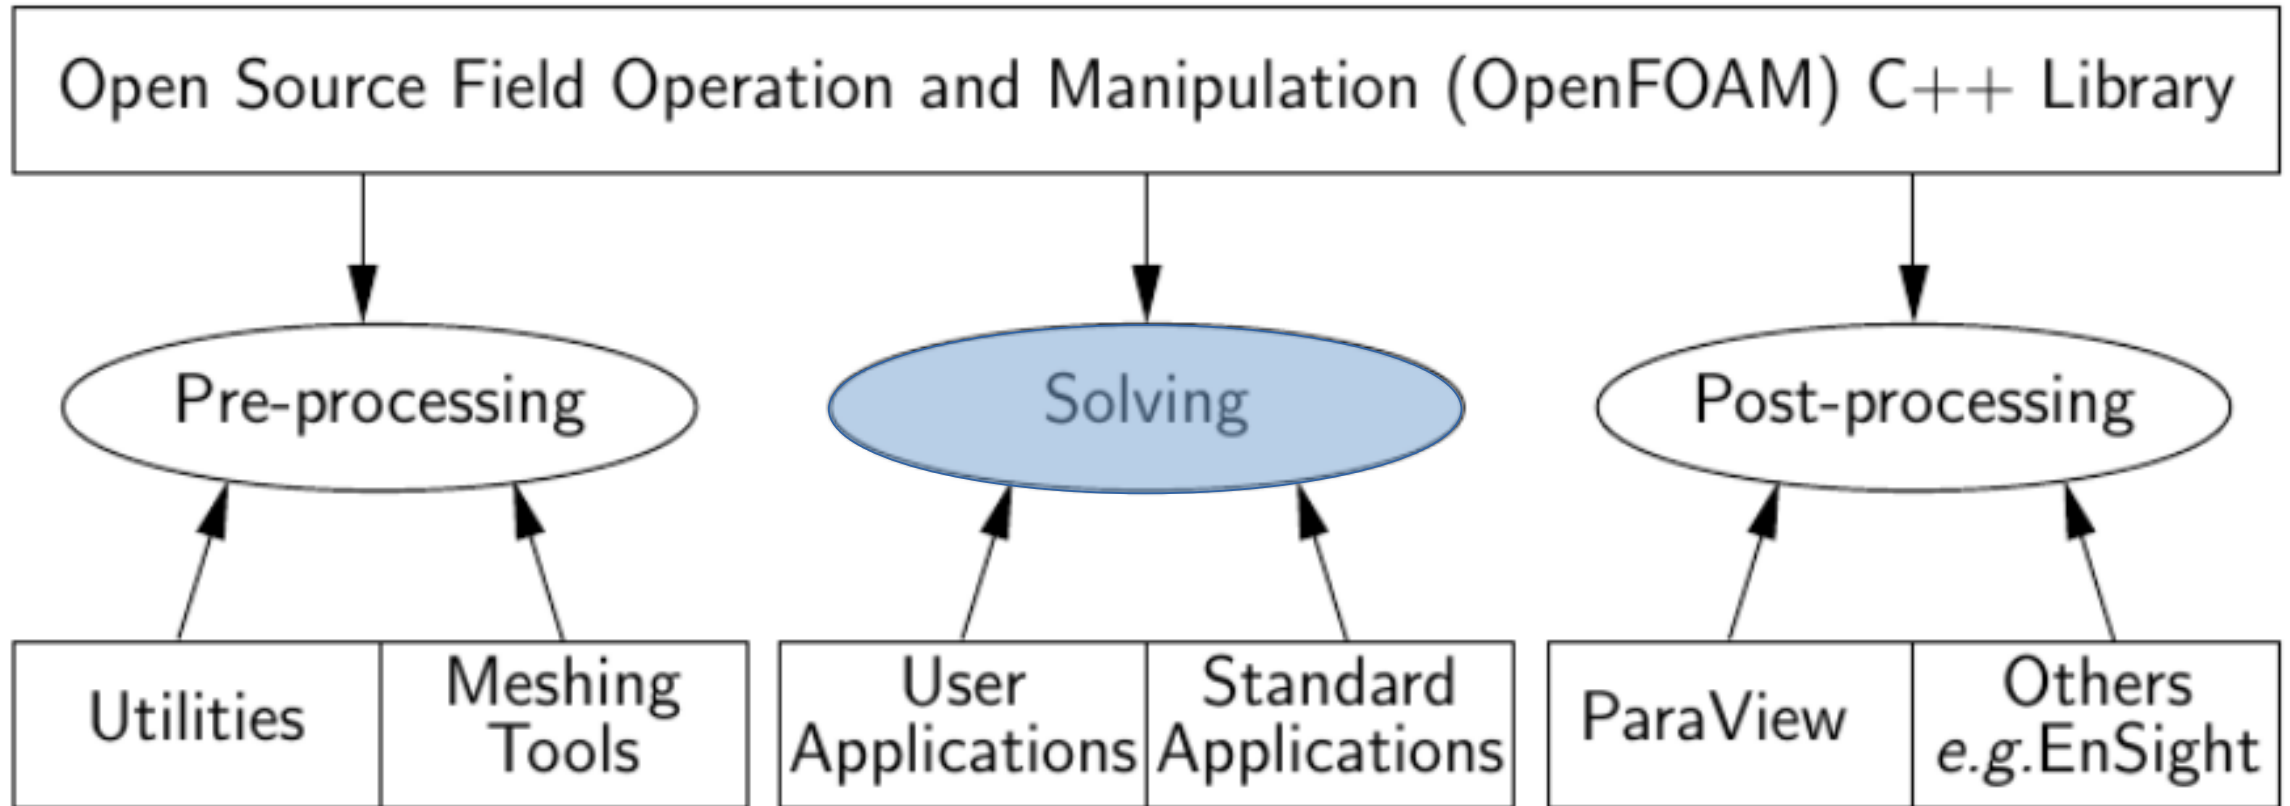 Open Source Field Operation and Manipulation (OpenFOAM) C++ Library
Pre-processing
Solving
Post-processing
Utilities
Meshing
Tools
User
Applications
Standard
Applications
ParaView
Others
e.g.EnSight